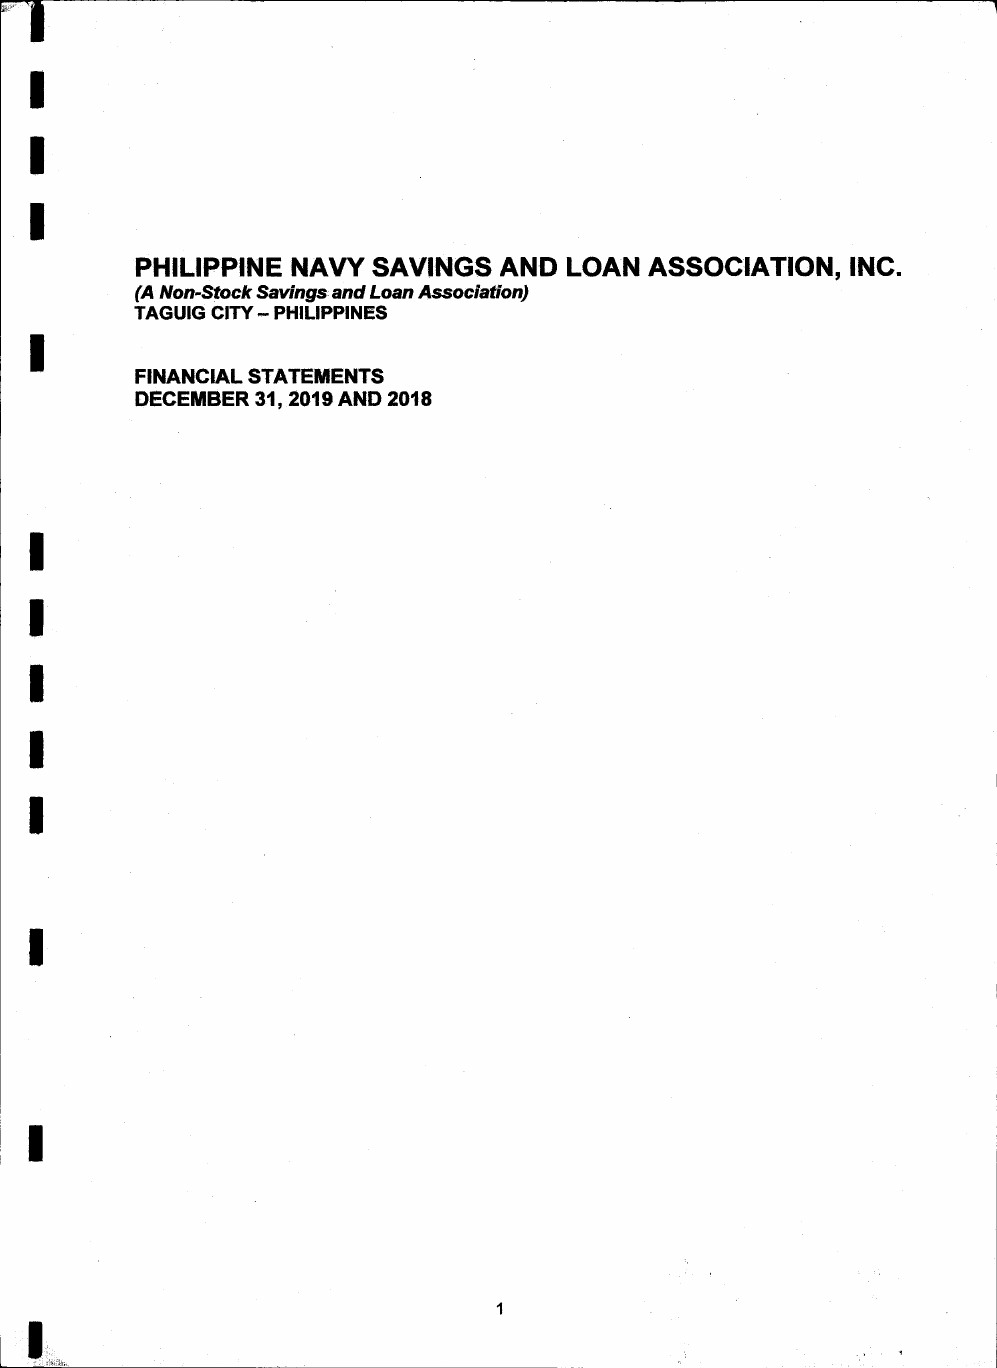 PHILIPPINE NAVY SAVINGS AND LOAN ASSOCIATION, INC.
(A Non-Stock Savings and Loan Association)
TAGUIG CITY – PHILIPPINES
FINANCIAL STATEMENTS
DECEMBER 31, 2019 AND 2018
1